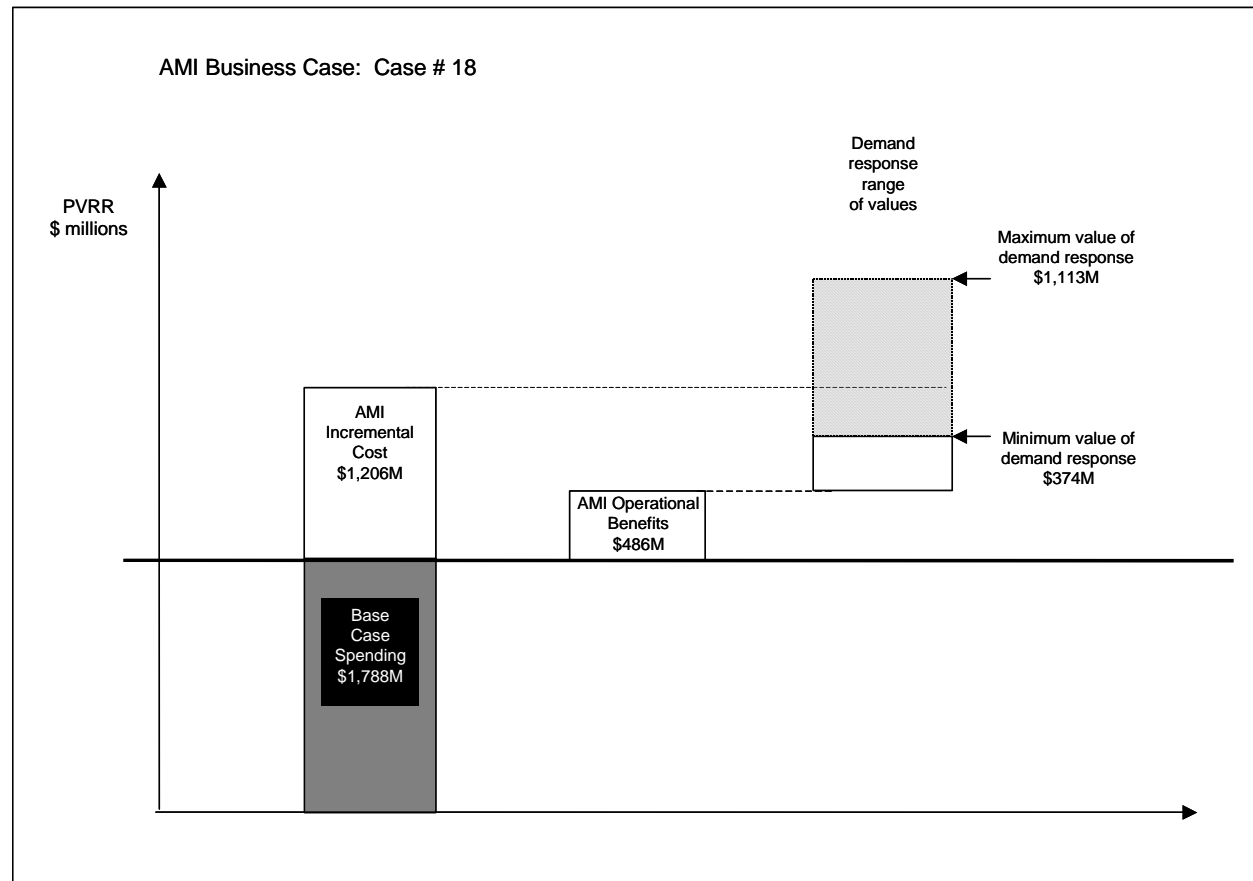 AMI Business Case: Case # 18
Demand
response
range
of values
PVRR
$ millions
Maximum value of
demand response
$1,113M
AMI
Incremental
Cost
$1,206M
Minimum value of
demand response
$374M
AMI Operational
Benefits
$486M
Base
Case
Spending
$1,788M